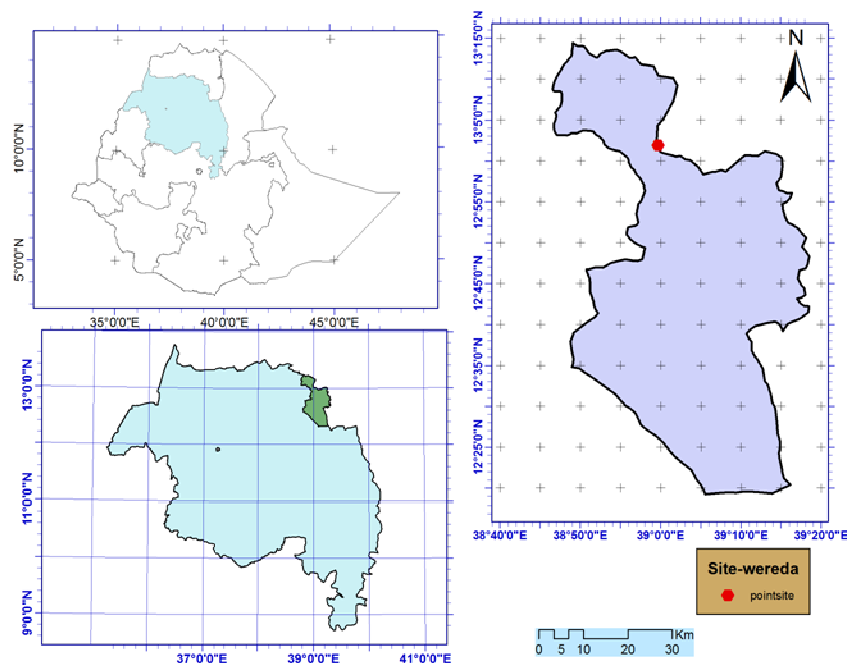 10°0'0"N
5°0'0"N
35°0'0"E 40°0'0"E 45°0'0"E
13°0'0"N
11°0'0"N
9°0'0"N
37°0'0"E 39°0'0"E 41°0'0"E
N
13°15'0"N
13°5'0"N
12°55'0"N
12°45'0"N
12°35'0"N
12°25'0"N
38°40'0"E 38°50'0"E 39°0'0"E 39°10'0"E 39°20'0"E
Site-wereda
pointsite
Km
0 5 10 20 30